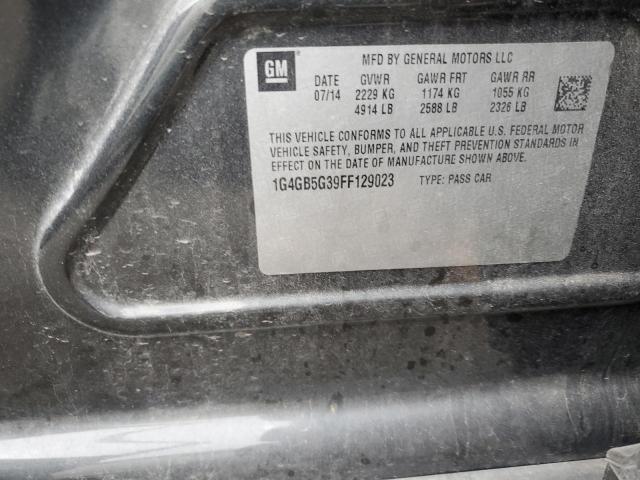 GM
MFD BY GENERAL MOTORS LLC
DATE GVWR GAWR FRT GAWR RR
07/14 2229 KG 1174 KG 1055 KG
4914 LB 2588 LB 2326 LB
THIS VEHICLE CONFORMS TO ALL APPLICABLE U.S. FEDERAL MOTOR
VEHICLE SAFETY, BUMPER, AND THEFT PREVENTION STANDARDS IN
EFFECT ON THE DATE OF MANUFACTURE SHOWN ABOVE.
1G4GB5G39FF129023 TYPE: PASS CAR